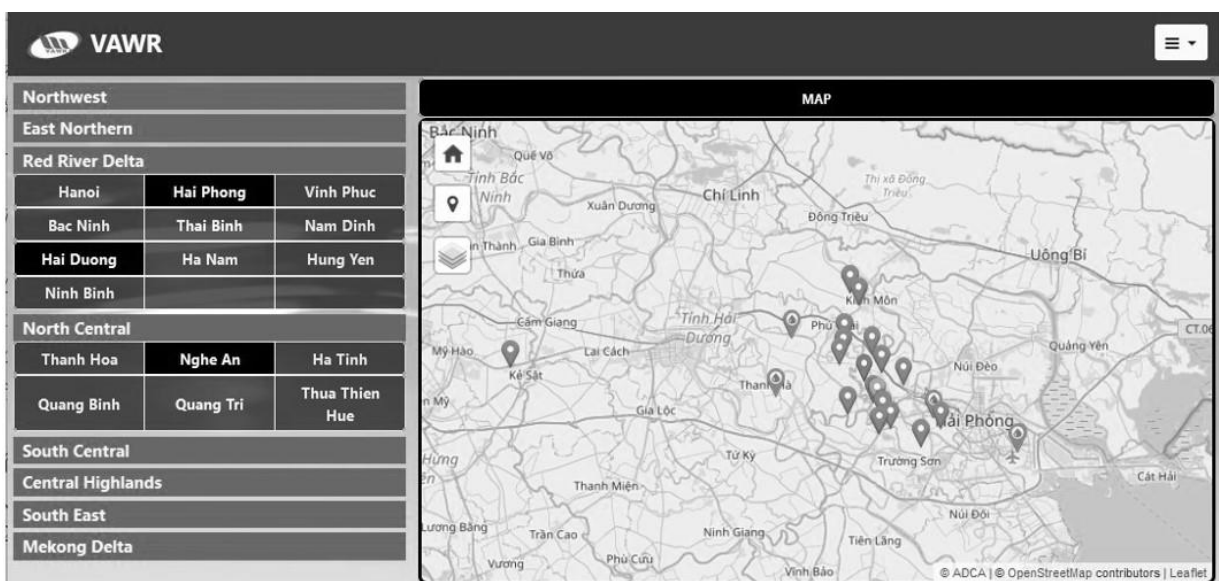 VAWR
Northwest
East Northern
Red River Delta
Hanoi
Hai Phong
Vinh Phuc
Bac Ninh
Thai Binh
Nam Dinh
Hai Duong
Ha Nam
Hung Yen
Ninh Binh
North Central
Thanh Hoa
Nghe An
Ha Tinh
Quang Binh
Quang Tri
Thua Thien
Hue
South Central
Central Highlands
South East
Mekong Delta
MAP
Bắc Ninh
Quế Võ
Tỉnh Bắc
Ninh
Xuân Dương
Chí Linh
Thị xã Đông
Triều
Đông Triều
Gia Bình
Thứa
Uông Bí
Kinh Môn
Cẩm Giàng
Tỉnh Hải
Dương
Lai Cách
Mỹ Hào
Kẻ Sặt
CT.06
Quảng Yên
Núi Đèo
Gia Lộc
Tứ Kỳ
Trường Sơn
Thanh Miện
Cát Hải
Núi Đối
Lương Bằng
Trần Cao
Ninh Giang
Tiên Lãng
Phù Cừu
Vương
Vĩnh Bảo
© ADCA | © OpenStreetMap contributors | Leaflet